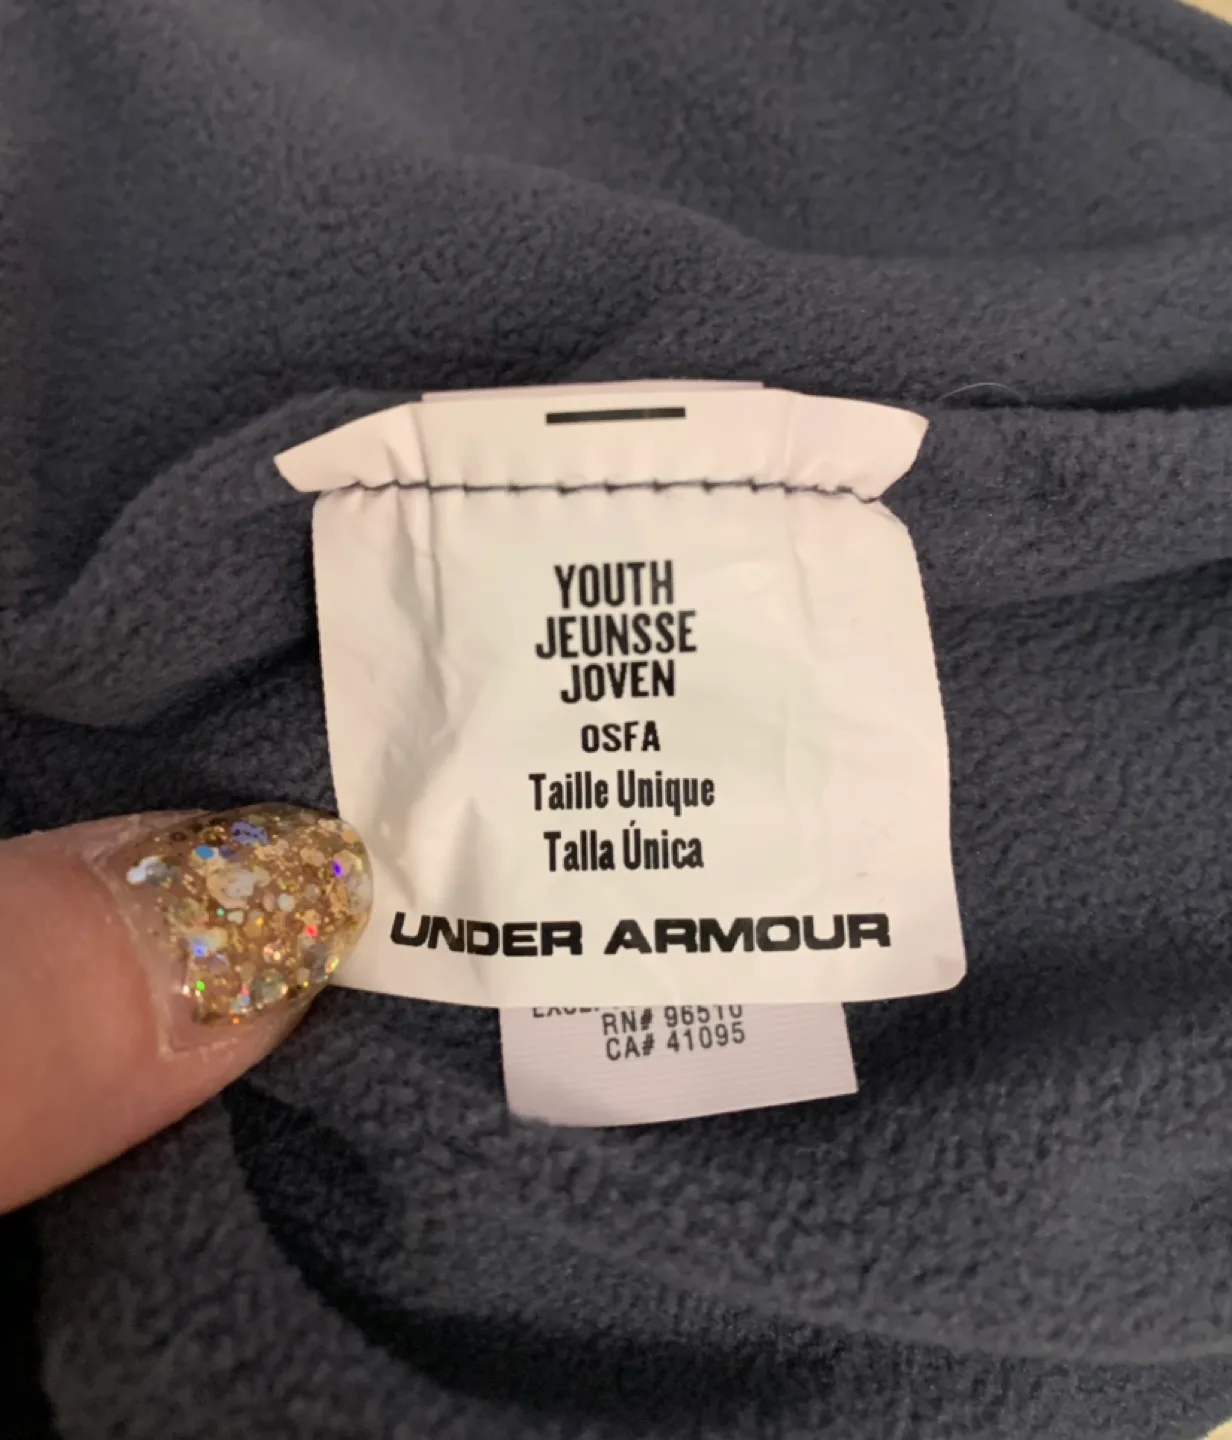 YOUTH
JEUNSSE
JOVEN
OSFA
Taille Unique
Talla Única
UNDER ARMOUR
RN# 96510
CA# 41095